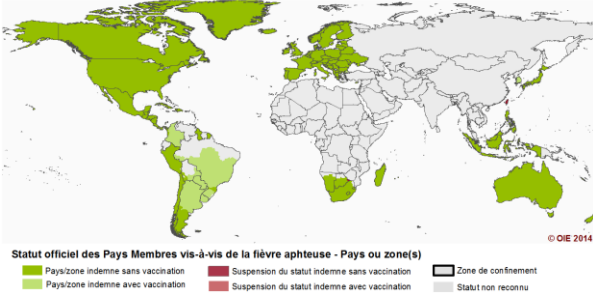 © OIE 2014
Statut officiel des Pays Membres vis-à-vis de la fièvre aphteuse - Pays ou zone(s)
Pays/zone indemne sans vaccination
Suspension du statut indemne sans vaccination
Zone de confinement
Pays/zone indemne avec vaccination
Suspension du statut indemne avec vaccination
Statut non reconnu